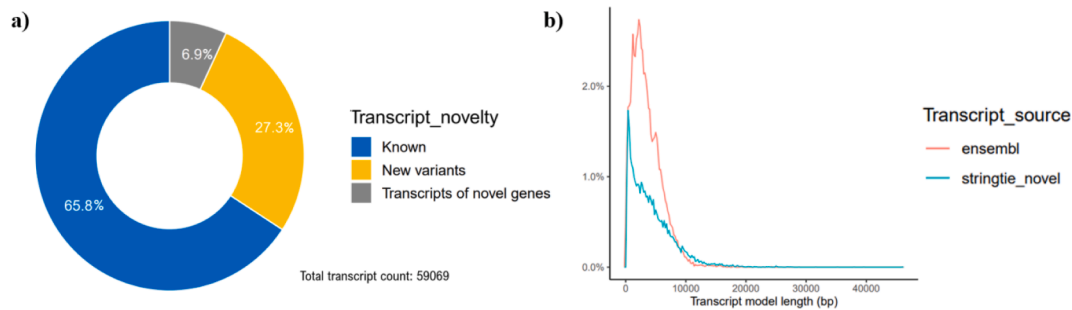 a)
6.9%
27.3%
65.8%
Transcript_novelty
Known
New variants
Transcripts of novel genes
Total transcript count: 59069
b)
2.0%
1.0%
0.0%
0
10000
20000
30000
40000
Transcript model length (bp)
Transcript_source
ensembl
stringtie_novel